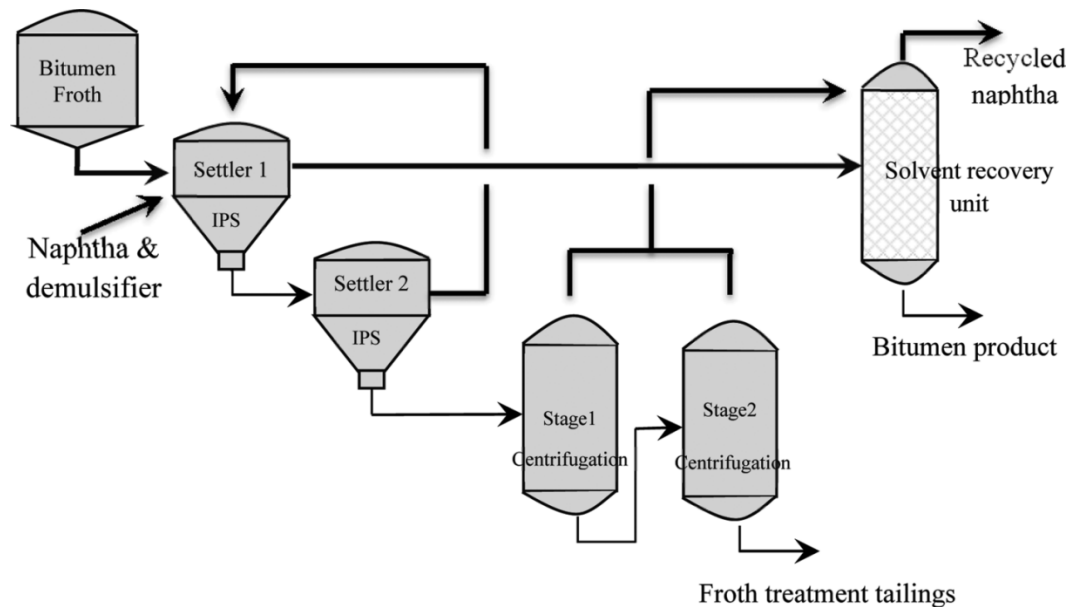 Bitumen
Froth
Recycled
naphtha
Settler 1
Solvent recovery
unit
IPS
Naphtha &
demulsifier
Settler 2
IPS
Bitumen product
Stage1
Centrifugation
Stage2
Centrifugation
Froth treatment tailings